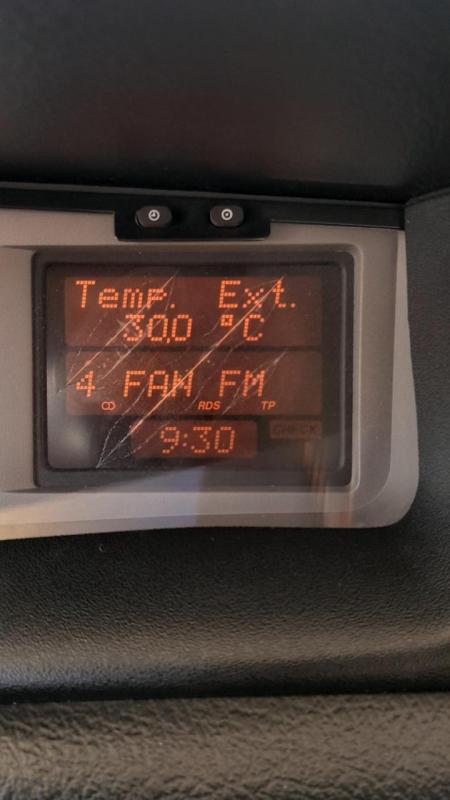 Temp. Ext.
30.0 °C
4 FAN FM
RDS TP
9:30
CHECK